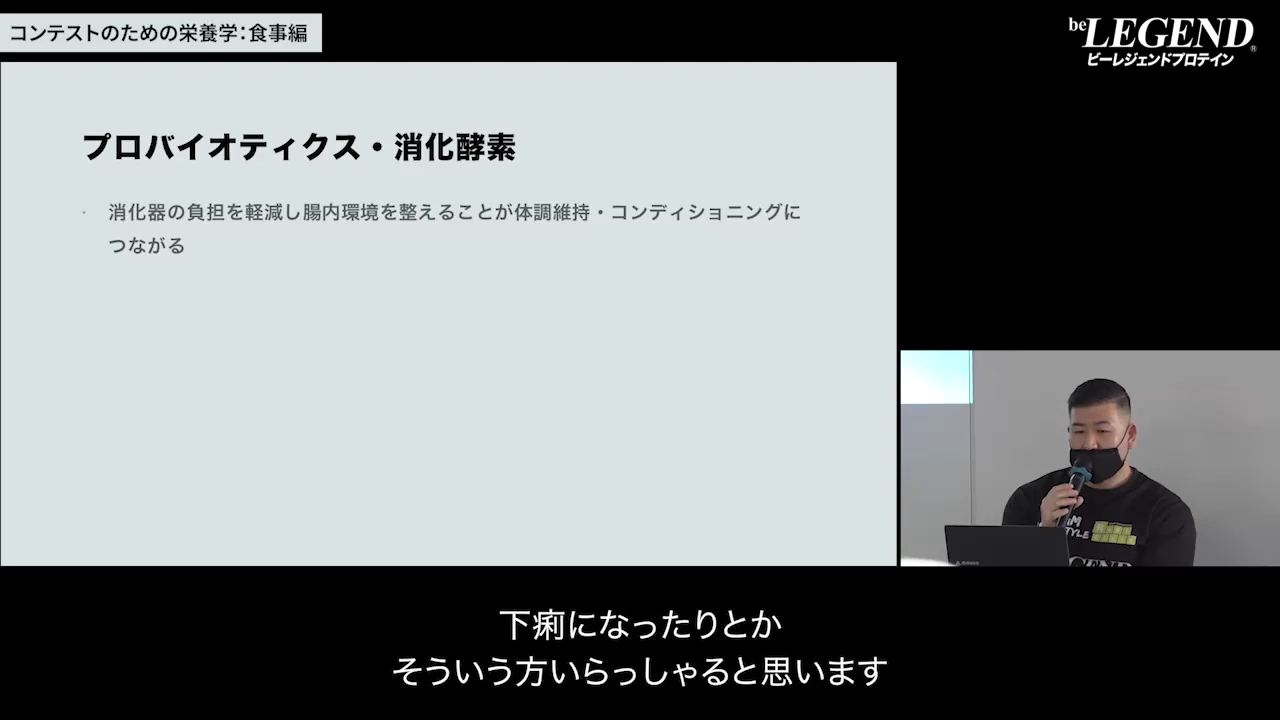 コンテストのための栄養学：食事編
be LEGEND®
ビーレジェンドプロテイン
プロバイオティクス・消化酵素
· 消化器の負担を軽減し腸内環境を整えることが体調維持・コンディショニングに
つながる
下痢になったりとか
そういう方いらっしゃると思います